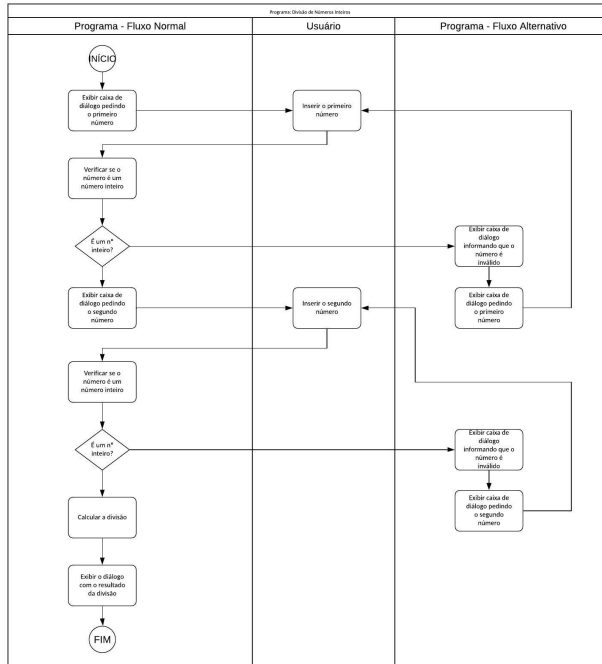 Programa: Divisão de Números Inteiros
Programa - Fluxo Normal
Usuário
Programa - Fluxo Alternativo
INÍCIO
Exibir caixa de
diálogo pedindo
o primeiro
número
Inserir o primeiro
número
Verificar se o
número é um
número inteiro
É um nº
inteiro?
Exibir caixa de
diálogo
informando que o
número é
inválido
Exibir caixa de
diálogo pedindo
o segundo
número
Inserir o segundo
número
Exibir caixa de
diálogo pedindo
o primeiro
número
Verificar se o
número é um
número inteiro
É um nº
inteiro?
Exibir caixa de
diálogo
informando que o
número é
inválido
Exibir caixa de
diálogo pedindo
o segundo
número
Calcular a divisão
Exibir o diálogo
com o resultado
da divisão
FIM